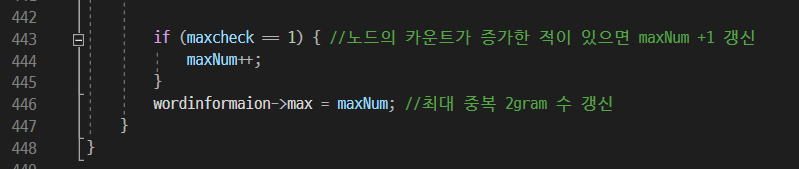 442
443 if (maxcheck == 1) { //노드의 카운트가 증가한 적이 있으면 maxNum +1 갱신
444 maxNum++;
445 }
446 wordinformaion->max = maxNum; //최대 중복 2gram 수 갱신
447 }
448 }